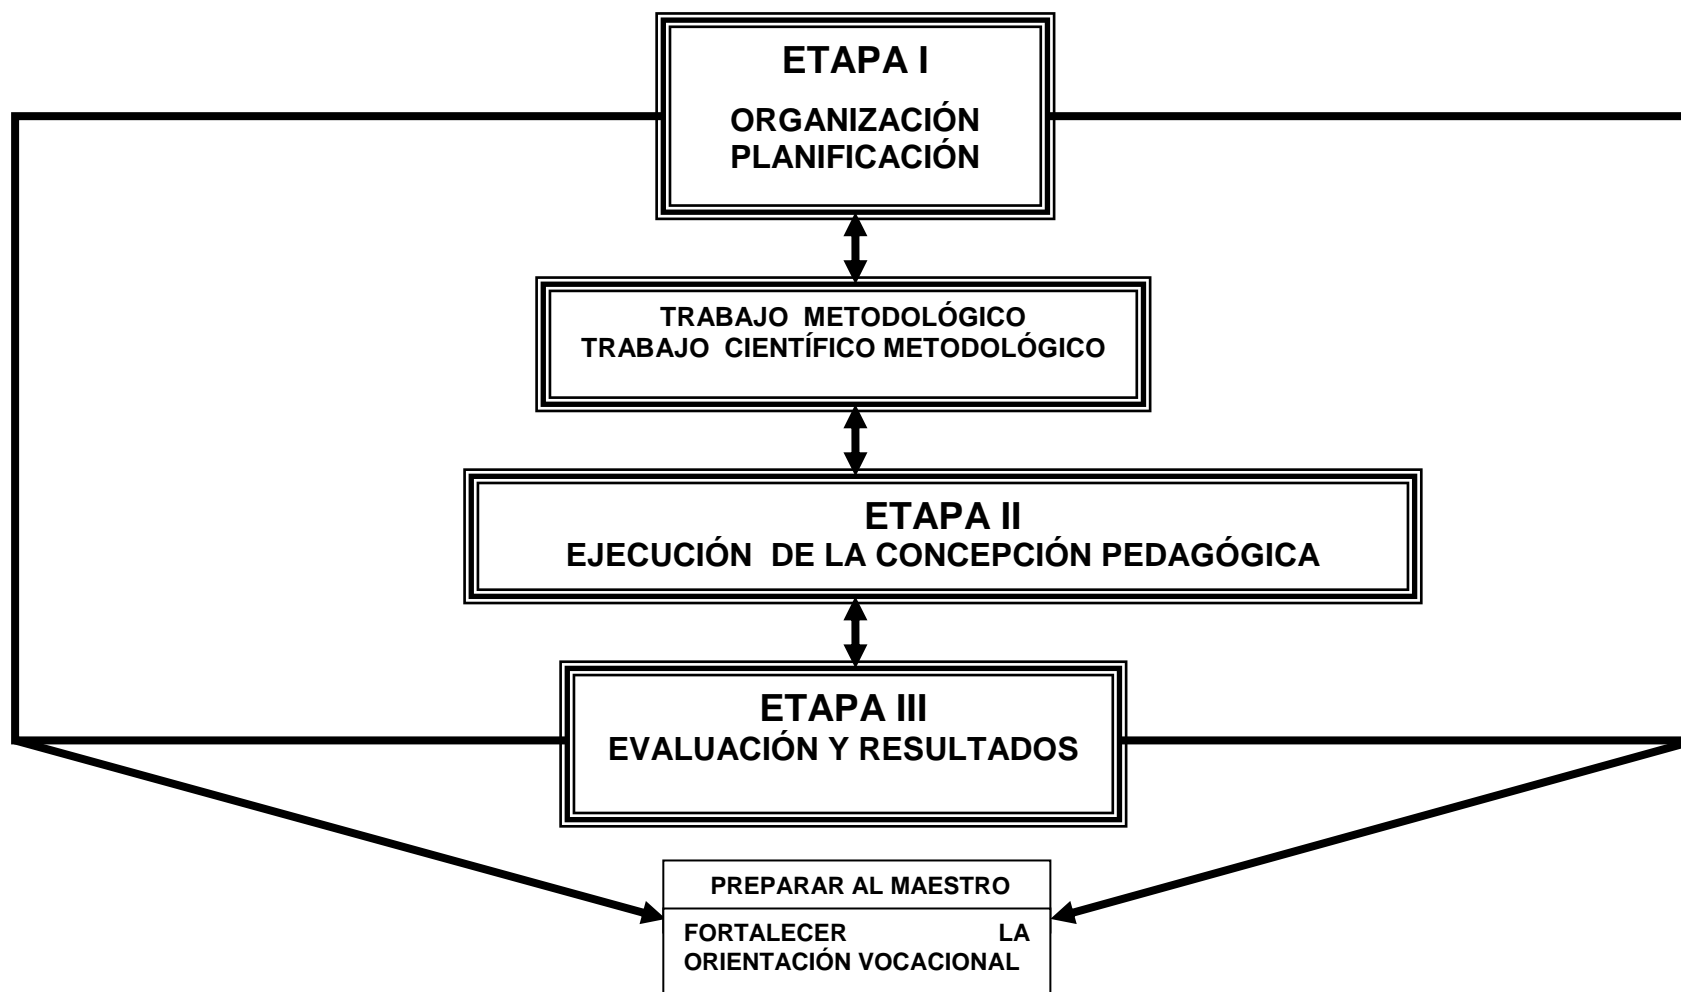 ETAPA I
ORGANIZACIÓN
PLANIFICACIÓN
TRABAJO METODOLÓGICO
TRABAJO CIENTÍFICO METODOLÓGICO
ETAPA II
EJECUCIÓN DE LA CONCEPCIÓN PEDAGÓGICA
ETAPA III
EVALUACIÓN Y RESULTADOS
PREPARAR AL MAESTRO
FORTALECER LA
ORIENTACIÓN VOCACIONAL